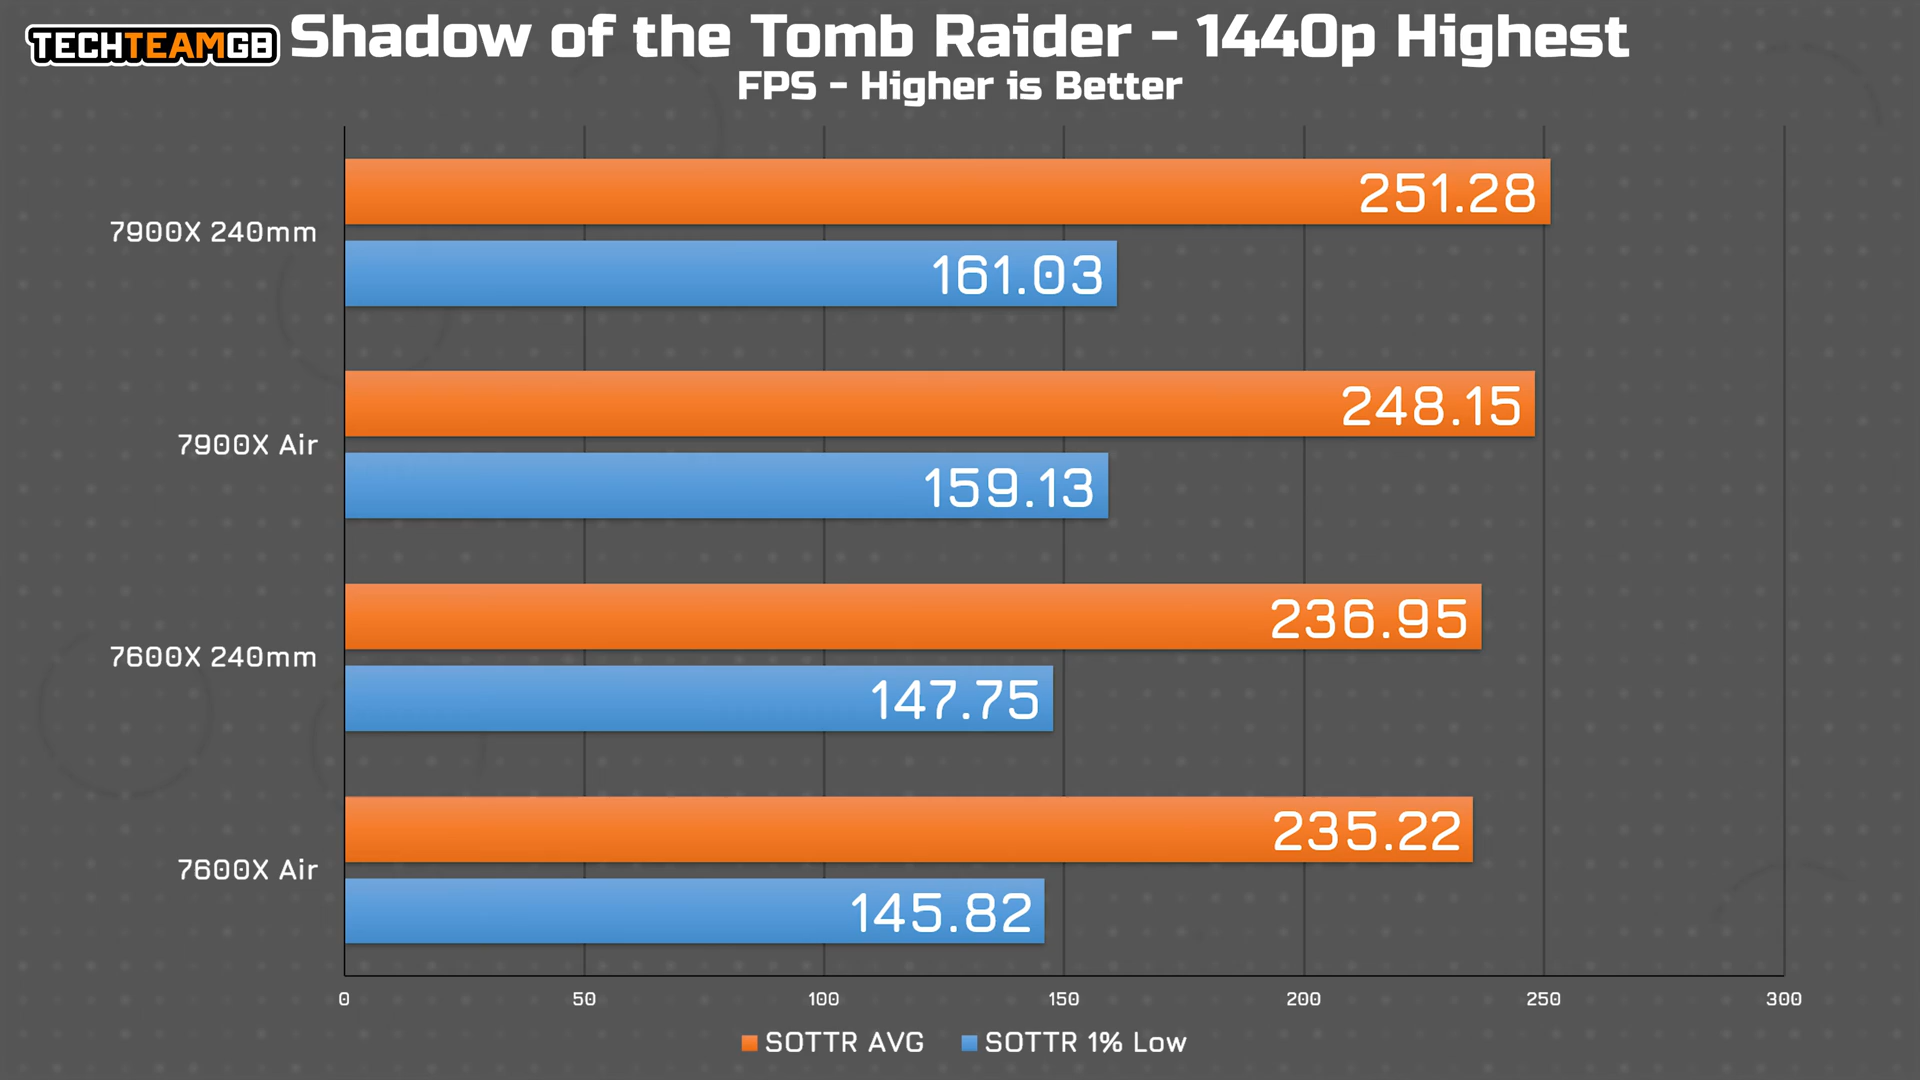 TECHTEAMGB
Shadow of the Tomb Raider - 1440p Highest
FPS - Higher is Better
7900X 240mm
251.28
161.03
7900X Air
248.15
159.13
7600X 240mm
236.95
147.75
7600X Air
235.22
145.82
0 50 100 150 200 250 300
SOTTR AVG SOTTR 1% Low